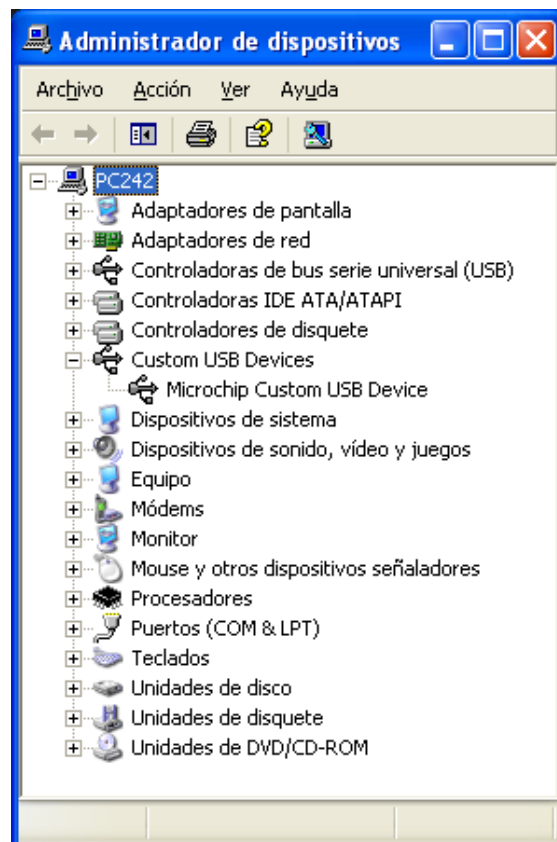 Administrador de dispositivos
Archivo Acción Ver Ayuda
PC242
Adaptadores de pantalla
Adaptadores de red
Controladoras de bus serie universal (USB)
Controladoras IDE ATA/ATAPI
Controladores de disquete
Custom USB Devices
Microchip Custom USB Device
Dispositivos de sistema
Dispositivos de sonido, vídeo y juegos
Equipo
Módems
Monitor
Mouse y otros dispositivos señaladores
Procesadores
Puertos (COM & LPT)
Teclados
Unidades de disco
Unidades de disquete
Unidades de DVD/CD-ROM